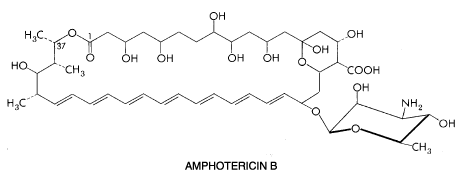 OH OH
H₃C O 1
37 OH
O OH OH OH OH O COOH
OH CH₃
H₃C OH NH₂
O O OH
CH₃
AMPHOTERICIN B